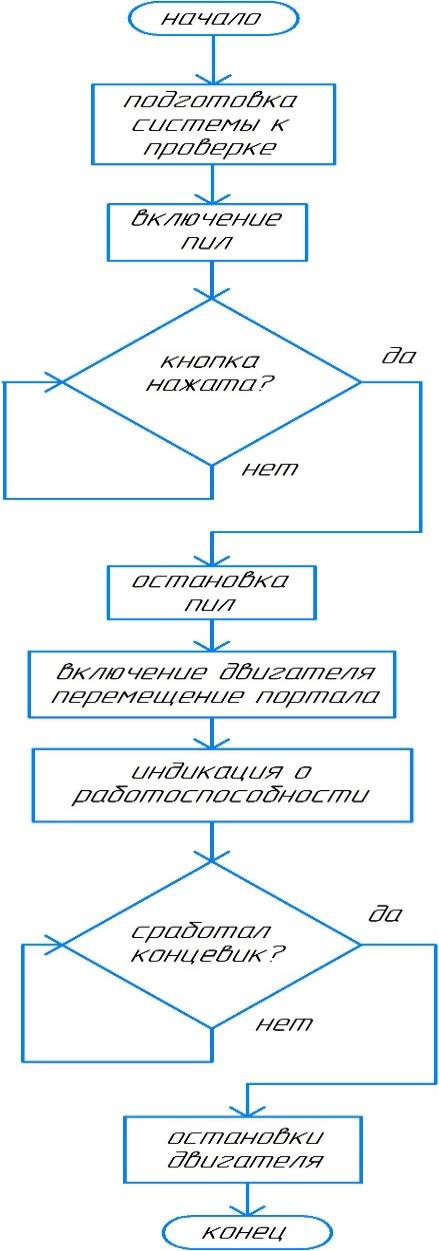 начало
подготовка
системы к
проверке
включение
пил
кнопка
нажата?
да
нет
остановка
пил
включение двигателя
перемещение портала
индикация о
работоспособности
сработал
концевик?
да
нет
остановки
двигателя
конец